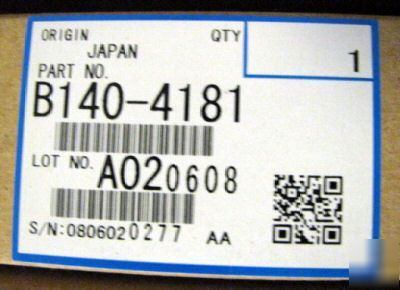 ORIGIN QTY
JAPAN 1
PART NO.
B140-4181
LOT NO. A020608
S/N:0806020277 AA